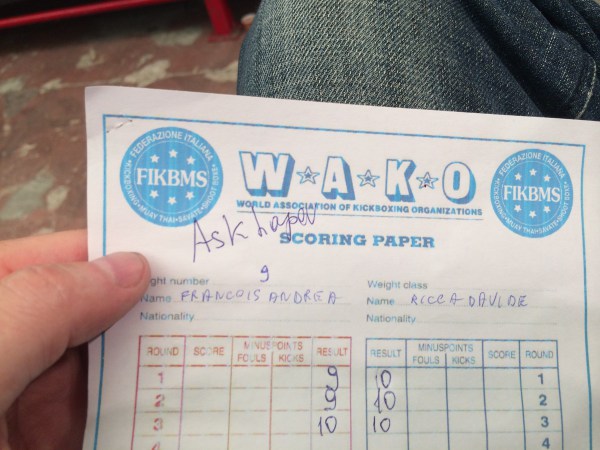 FEDERAZIONE ITALIANA
FIKBMS
W A K O
FEDERAZIONE ITALIANA
FIKBMS
WORLD ASSOCIATION OF KICKBOXING ORGANIZATIONS
SCORING PAPER
ght number 9
Weight class
Name FRANCOIS ANDREA
Name RICCA DAVIDE
Nationality
Nationality
ROUND SCORE MINUSPOINTS FOULS KICKS RESULT
RESULT MINUSPOINTS FOULS KICKS SCORE ROUND
1 9 10 1
2 9 10 2
3 10 10 3
4 4